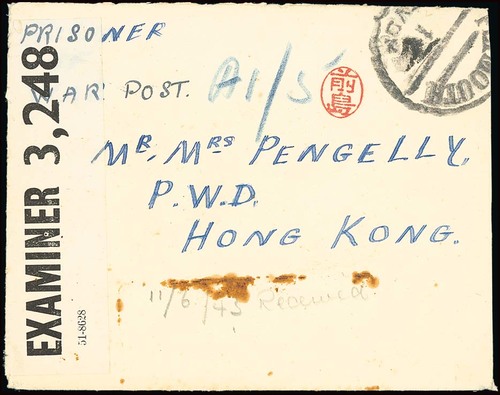 PRISONER
WAR POST.
A1/5
前島
MR. MRS PENGELLY.
P.W.D.
HONG KONG.
11/6/43 Received
EXAMINER 3,248
51-8628